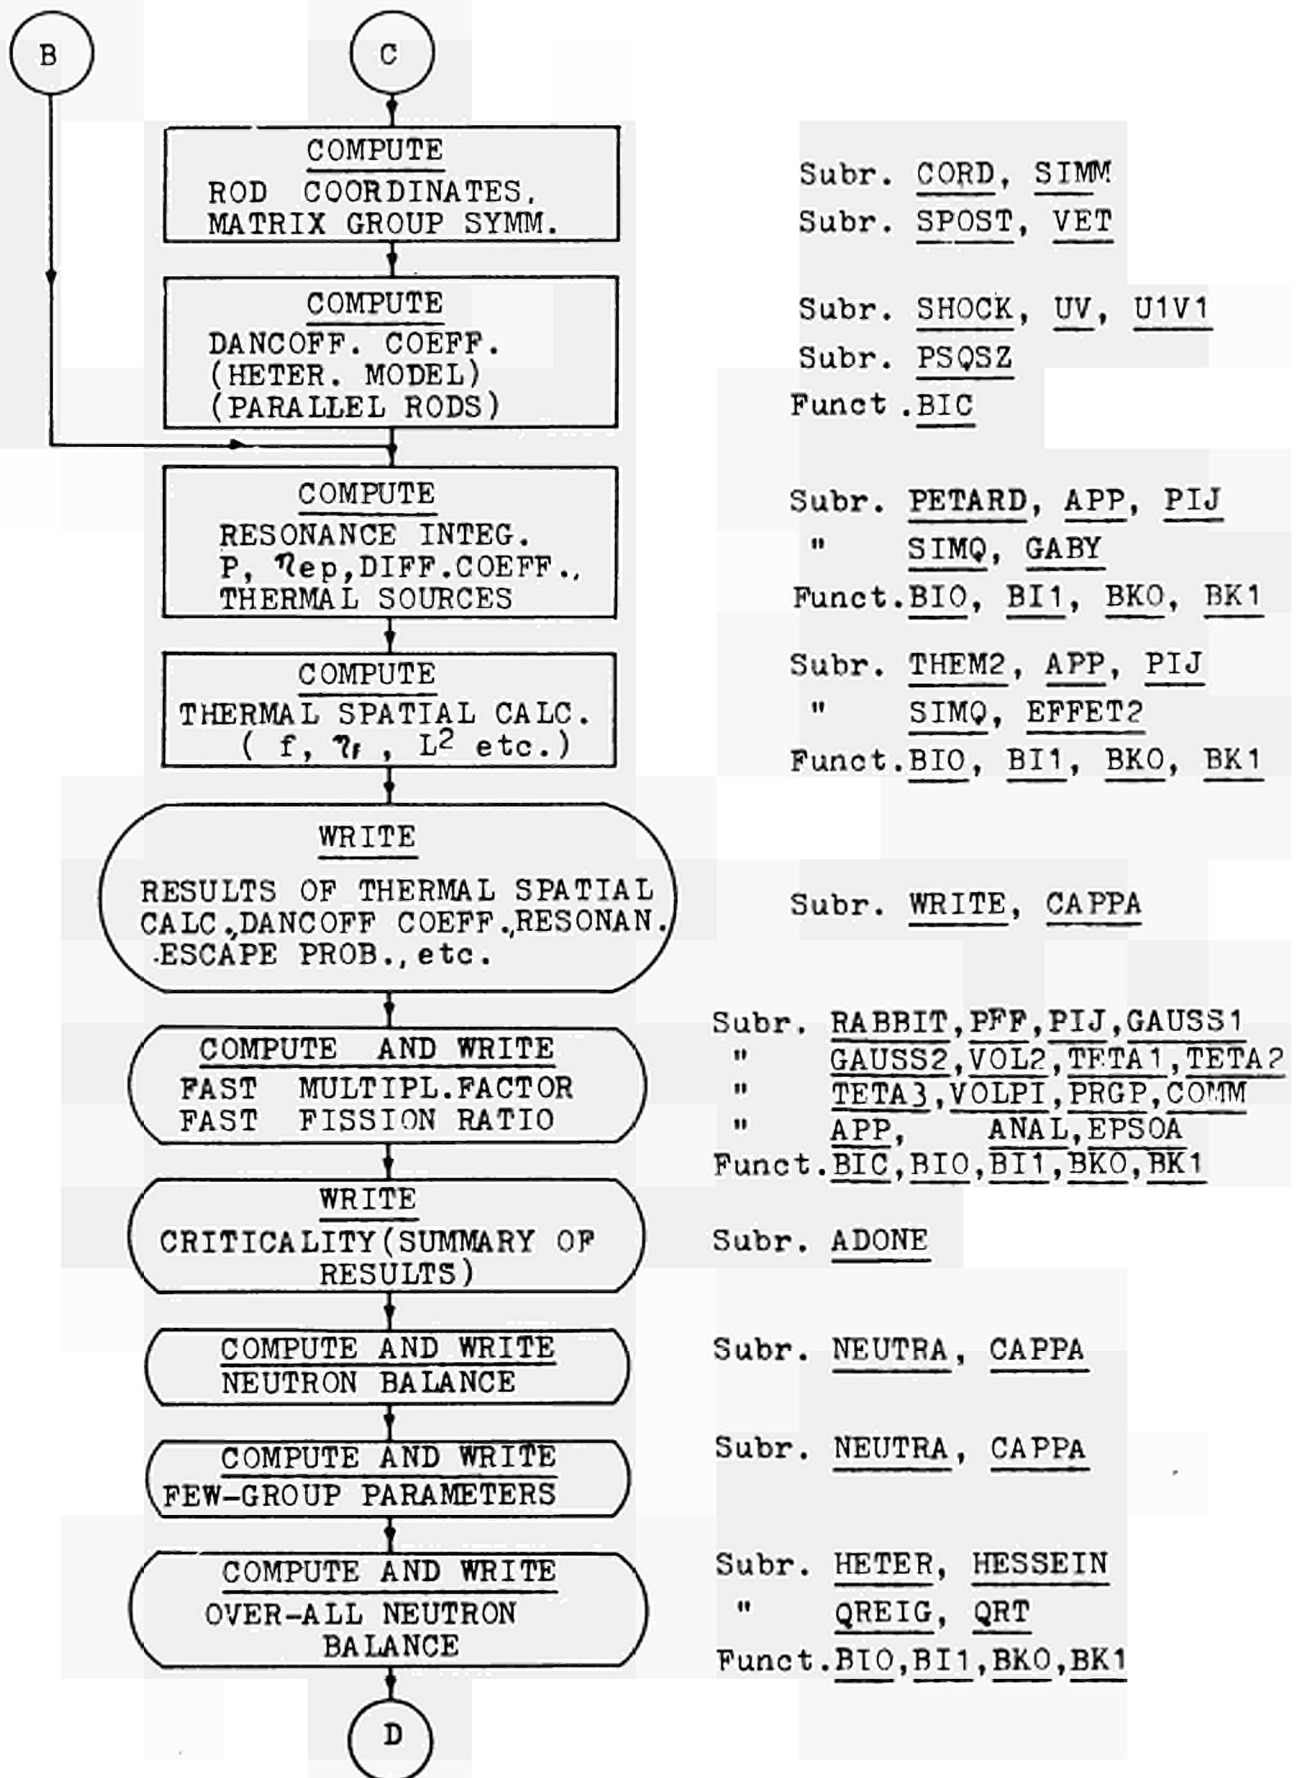 B
C
COMPUTE
ROD COORDINATES,
MATRIX GROUP SYMM.
Subr. CORD, SIMM
Subr. SPOST, VET
COMPUTE
DANCOFF. COEFF.
(HETER. MODEL)
(PARALLEL RODS)
Subr. SHOCK, UV, U1V1
Subr. PSQSZ
Funct.BIC
COMPUTE
RESONANCE INTEG.
P, ηep,DIFF.COEFF.,
THERMAL SOURCES
Subr. PETARD, APP, PIJ
" SIMQ, GABY
Funct.BIO, BI1, BKO, BK1
COMPUTE
THERMAL SPATIAL CALC.
( f, ηf , L² etc.)
Subr. THEM2, APP, PIJ
" SIMQ, EFFET2
Funct.BIO, BI1, BKO, BK1
WRITE
RESULTS OF THERMAL SPATIAL
CALC.,DANCOFF COEFF.,RESONAN.
ESCAPE PROB.,etc.
Subr. WRITE, CAPPA
COMPUTE AND WRITE
FAST MULTIPL.FACTOR
FAST FISSION RATIO
Subr. RABBIT,PFF,PIJ,GAUSS1
" GAUSS2,VOL2,TETA1,TETA2
" TETA3,VOLPI,PRGP,COMM
" APP, ANAL,EPSOA
Funct.BIC,BIO,BI1,BKO,BK1
WRITE
CRITICALITY(SUMMARY OF
RESULTS)
Subr. ADONE
COMPUTE AND WRITE
NEUTRON BALANCE
Subr. NEUTRA, CAPPA
COMPUTE AND WRITE
FEW-GROUP PARAMETERS
Subr. NEUTRA, CAPPA
COMPUTE AND WRITE
OVER-ALL NEUTRON
BALANCE
Subr. HETER, HESSEIN
" QREIG, QRT
Funct.BIO,BI1,BKO,BK1
D